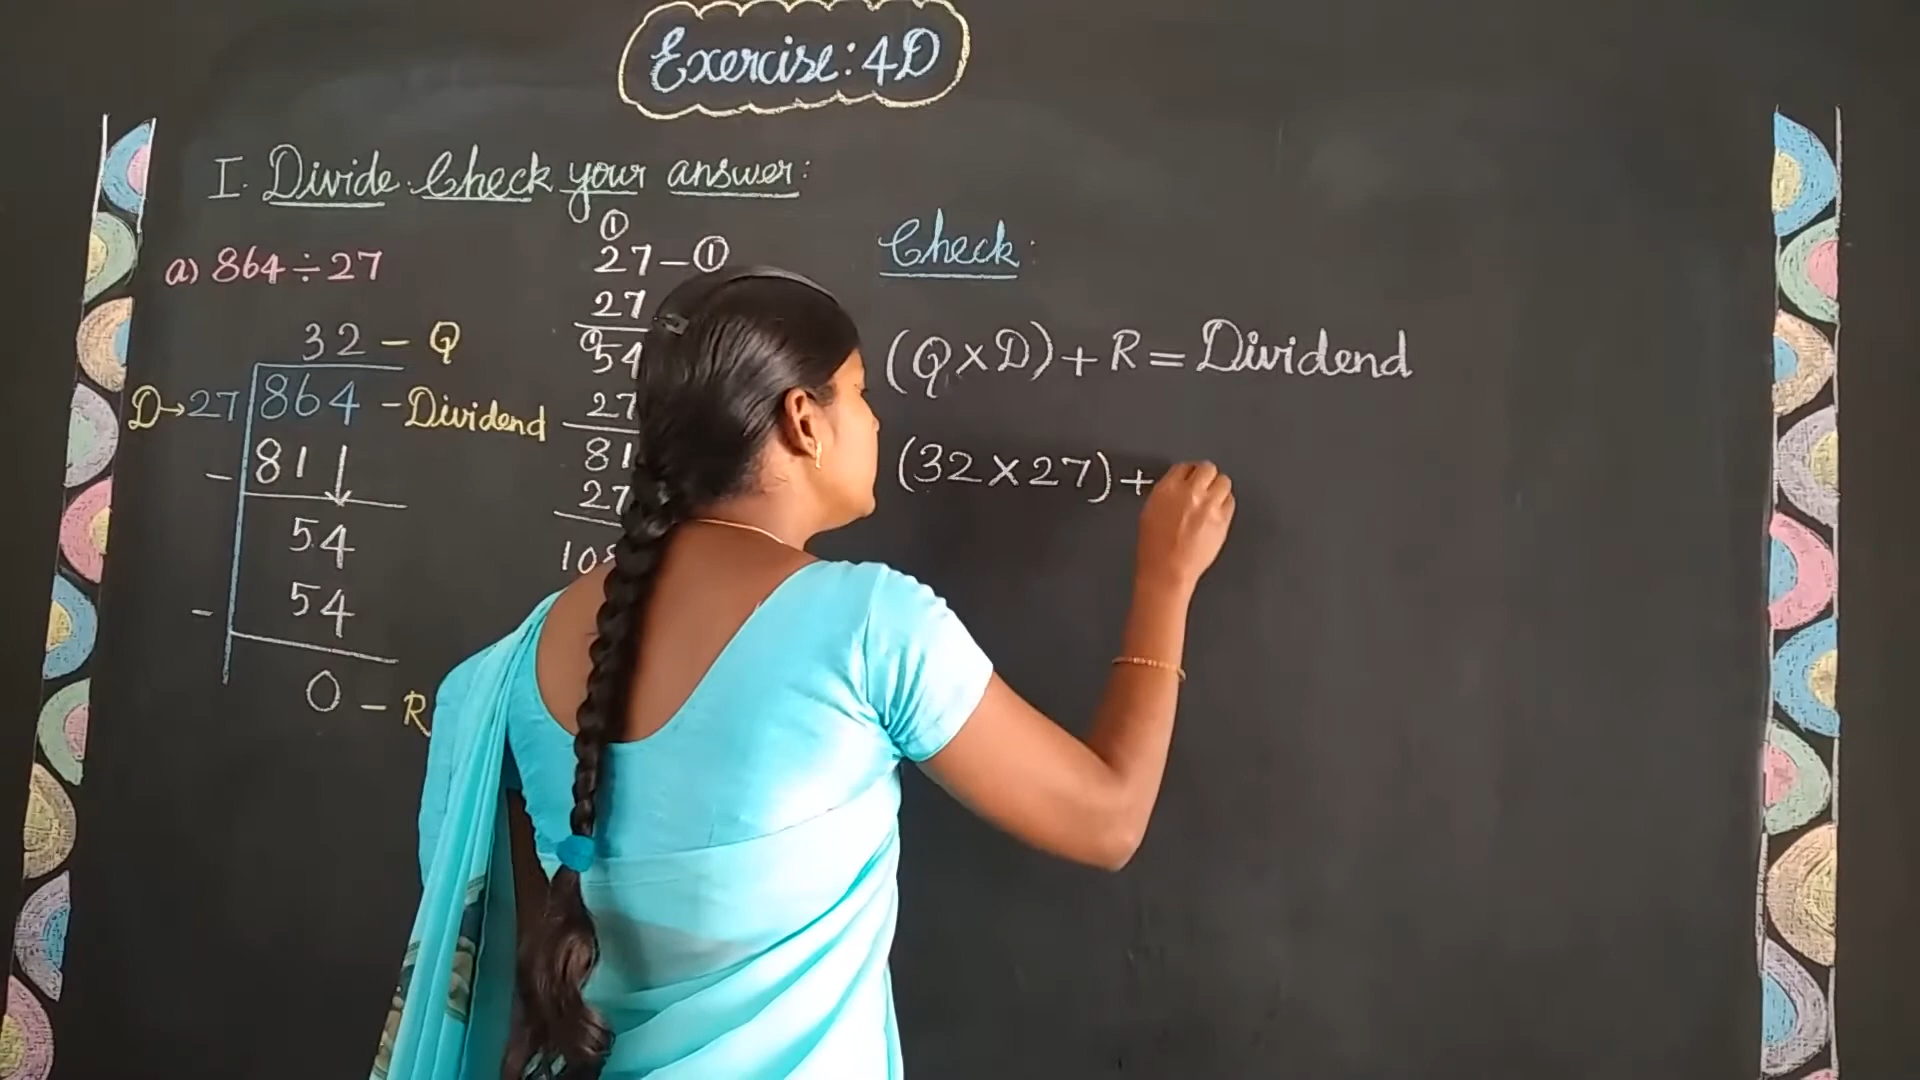 Exercise: 4D
I. Divide. Check your answer:
a) 864 ÷ 27
32 – Q
D→27 864 – Dividend
– 81
54
– 54
0 – R
①
27 – ①
27
54
27
81
27
Check:
(Q×D) + R = Dividend
(32×27) +